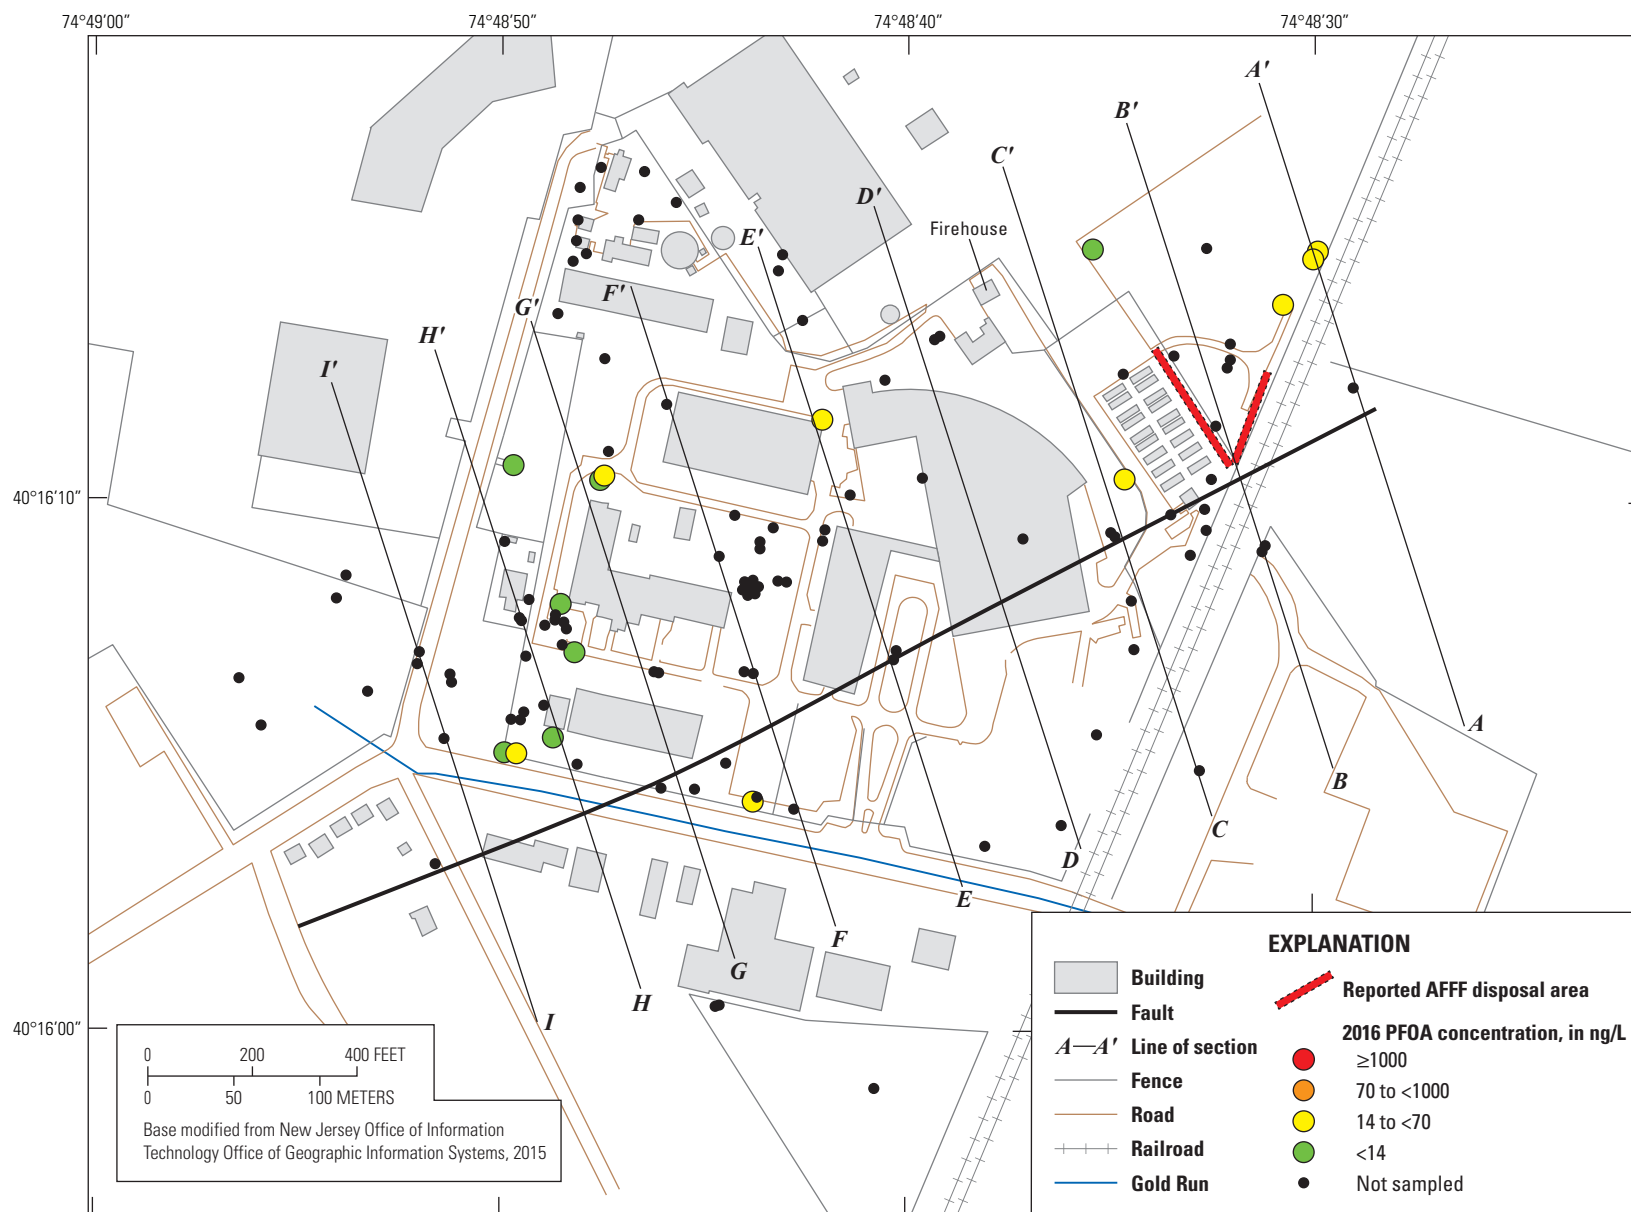 74°49′00″
74°48′50″
74°48′40″
74°48′30″
A′
B′
C′
D′
E′
Firehouse
F′
G′
H′
I′
40°16′10″
A
B
C
D
E
F
G
H
I
40°16′00″
0 200 400 FEET
0 50 100 METERS
Base modified from New Jersey Office of Information
Technology Office of Geographic Information Systems, 2015
EXPLANATION
Building
Fault
A—A′ Line of section
Fence
Road
Railroad
Gold Run
Reported AFFF disposal area
2016 PFOA concentration, in ng/L
≥1000
70 to <1000
14 to <70
<14
Not sampled